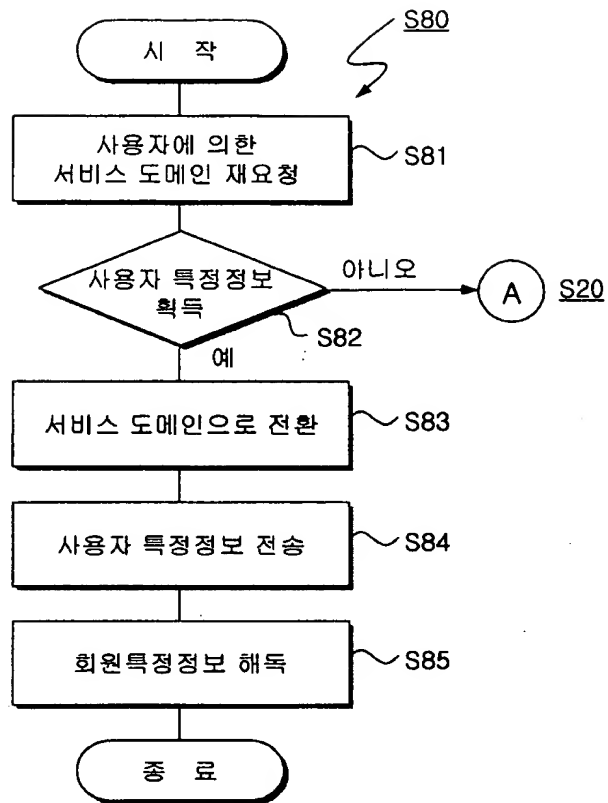 시 작
S80
사용자에 의한
서비스 도메인 재요청
S81
사용자 특정정보
획득
아니오
A
S20
S82
예
서비스 도메인으로 전환
S83
사용자 특정정보 전송
S84
회원특정정보 해독
S85
종 료